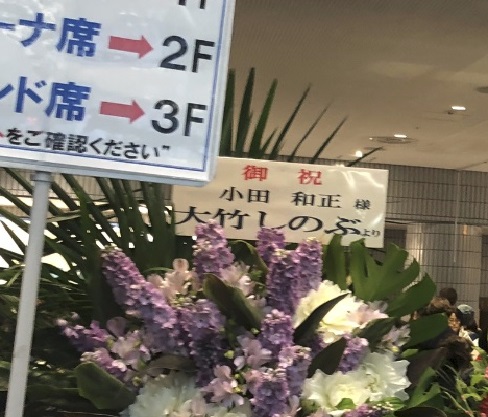 ーナ席 → 2F
ンド席 → 3F
をご確認ください"
御 祝
小田 和正 様
大竹しのぶより